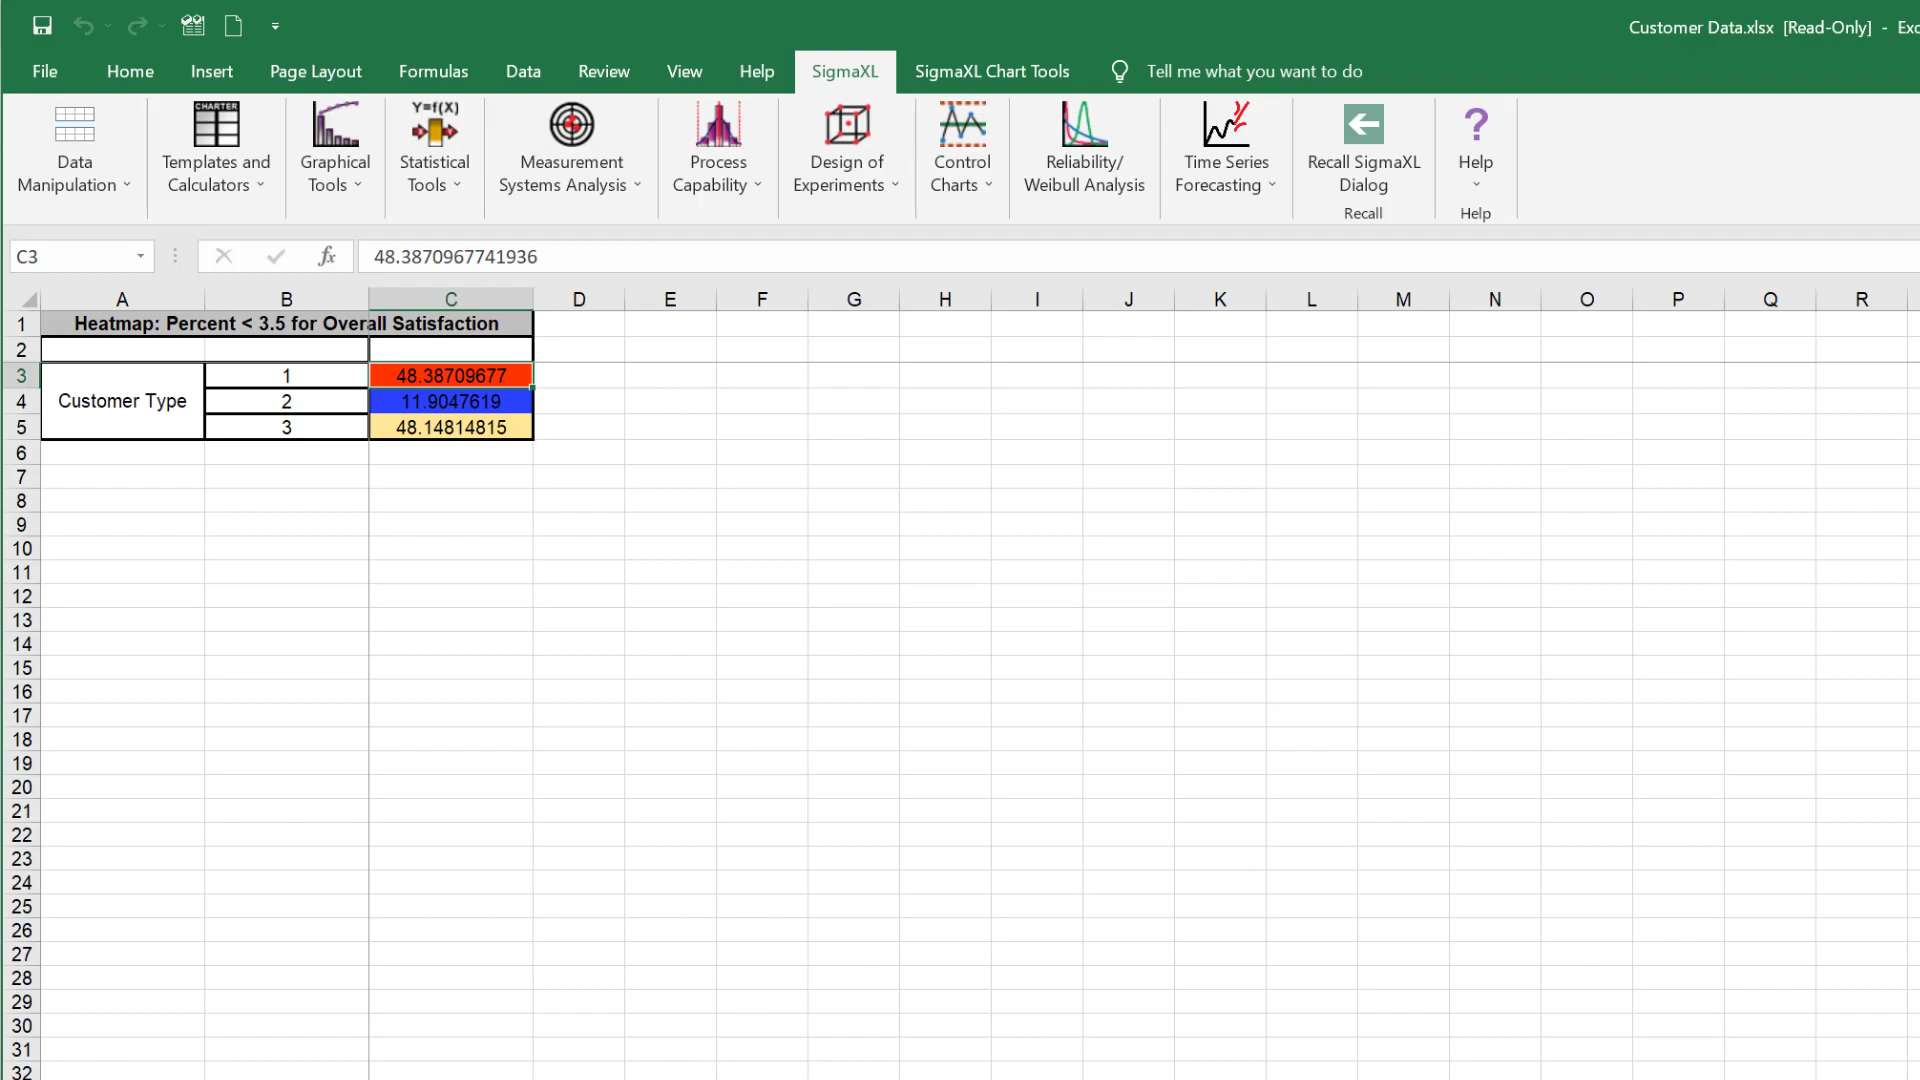 Customer Data.xlsx [Read-Only] - Exc
File Home Insert Page Layout Formulas Data Review View Help SigmaXL SigmaXL Chart Tools Tell me what you want to do
CHARTER
Y=f(X)
Data Manipulation
Templates and Calculators
Graphical Tools
Statistical Tools
Measurement Systems Analysis
Process Capability
Design of Experiments
Control Charts
Reliability/ Weibull Analysis
Time Series Forecasting
Recall SigmaXL Dialog
Help
Recall
Help
C3 fx 48.3870967741936
A B C D E F G H I J K L M N O P Q R
1 Heatmap: Percent < 3.5 for Overall Satisfaction
2
3 1 48.38709677
4 Customer Type 2 11.9047619
5 3 48.14814815
6
7
8
9
10
11
12
13
14
15
16
17
18
19
20
21
22
23
24
25
26
27
28
29
30
31
32